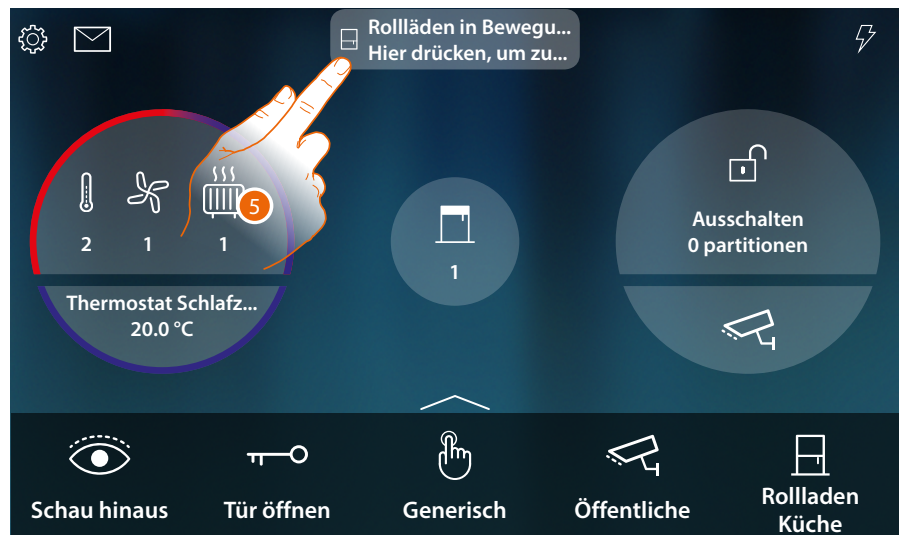 Rollläden in Bewegu...
Hier drücken, um zu...
5
2
1
1
Thermostat Schlafz...
20.0 °C
1
Ausschalten
0 partitionen
Schau hinaus
Tür öffnen
Generisch
Öffentliche
Rollladen
Küche